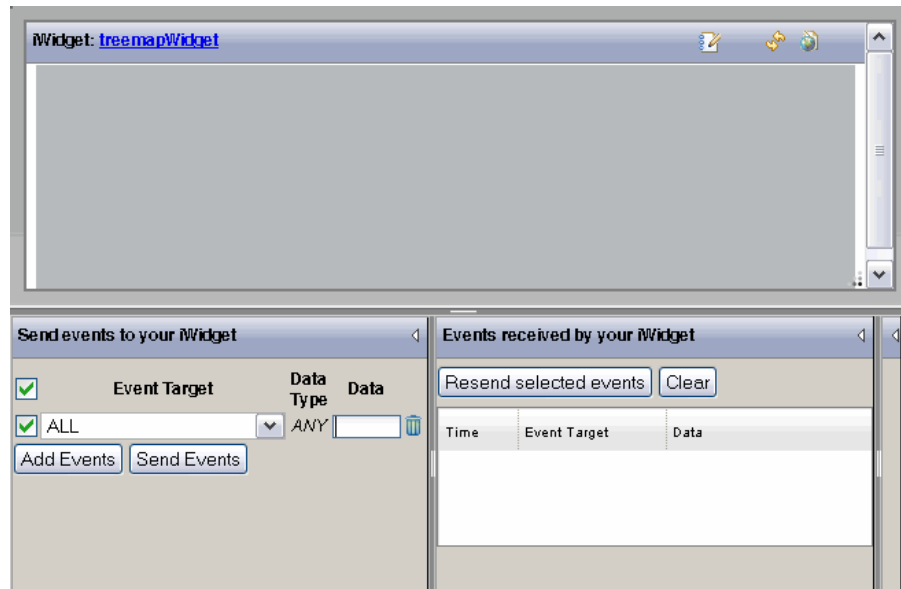 iWidget: treemapWidget
Send events to your iWidget
Event Target Data Type Data
ALL ANY
Add Events Send Events
Events received by your iWidget
Resend selected events Clear
Time Event Target Data